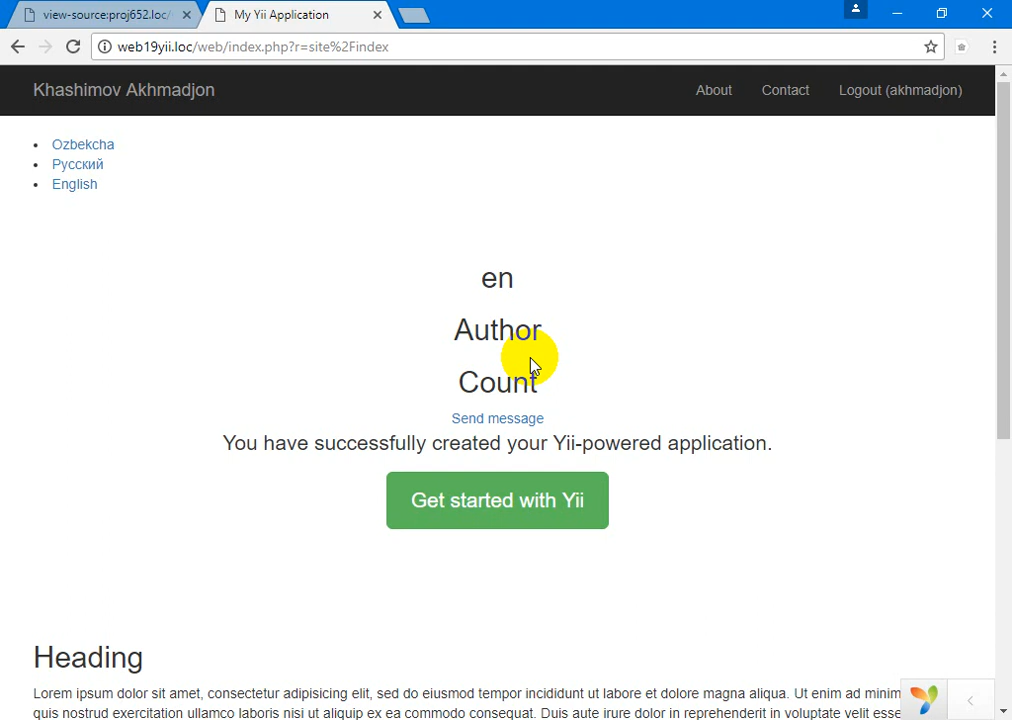 view-source:proj652.loc/
My Yii Application
web19yii.loc/web/index.php?r=site%2Findex
Khashimov Akhmadjon
About
Contact
Logout (akhmadjon)
Ozbekcha
Русский
English
en
Author
Count
Send message
You have successfully created your Yii-powered application.
Get started with Yii
Heading
Lorem ipsum dolor sit amet, consectetur adipisicing elit, sed do eiusmod tempor incididunt ut labore et dolore magna aliqua. Ut enim ad minim
quis nostrud exercitation ullamco laboris nisi ut aliquip ex ea commodo consequat. Duis aute irure dolor in reprehenderit in voluptate velit esse